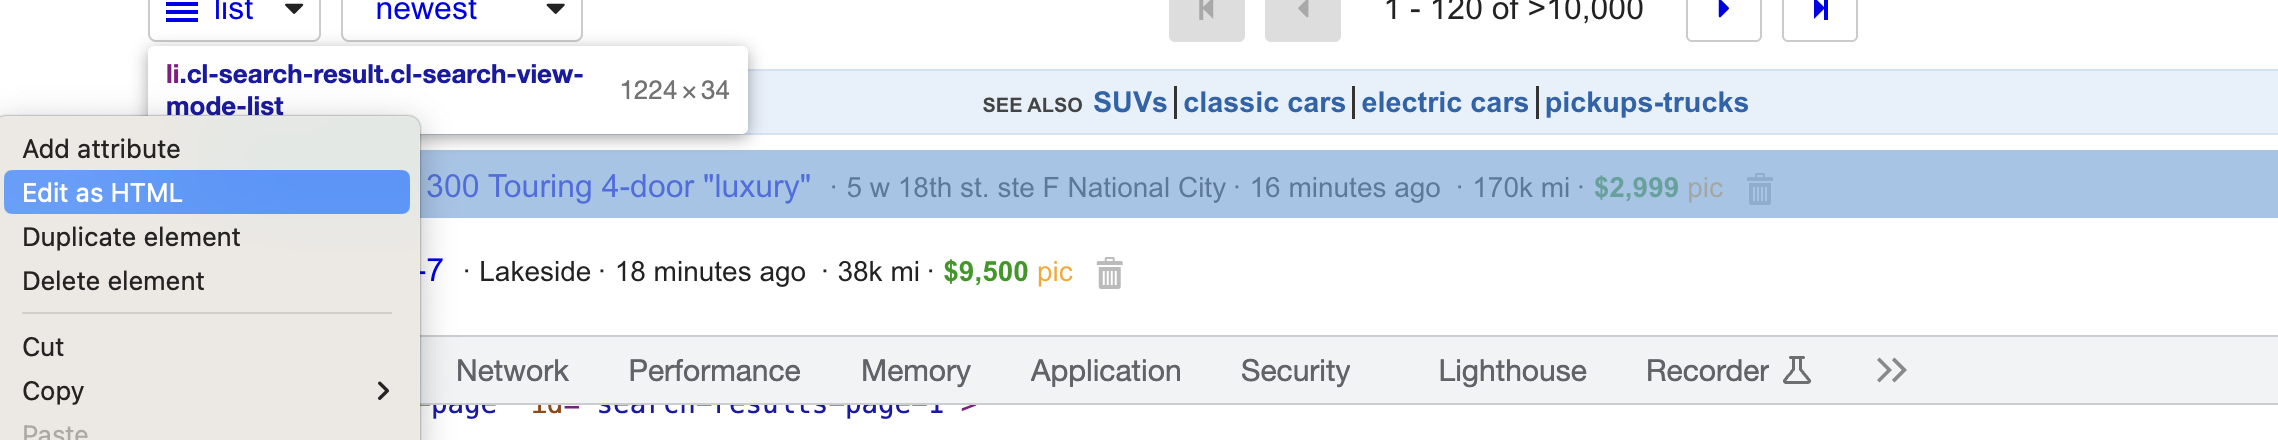 list newest 1 - 120 of >10,000
li.cl-search-result.cl-search-view-
mode-list
1224 × 34
SEE ALSO SUVs | classic cars | electric cars | pickups-trucks
300 Touring 4-door "luxury" · 5 w 18th st. ste F National City · 16 minutes ago · 170k mi · $2,999 pic
-7 · Lakeside · 18 minutes ago · 38k mi · $9,500 pic
Add attribute
Edit as HTML
Duplicate element
Delete element
Cut
Copy
Paste
Network Performance Memory Application Security Lighthouse Recorder
-page" id="search-results-page-1">